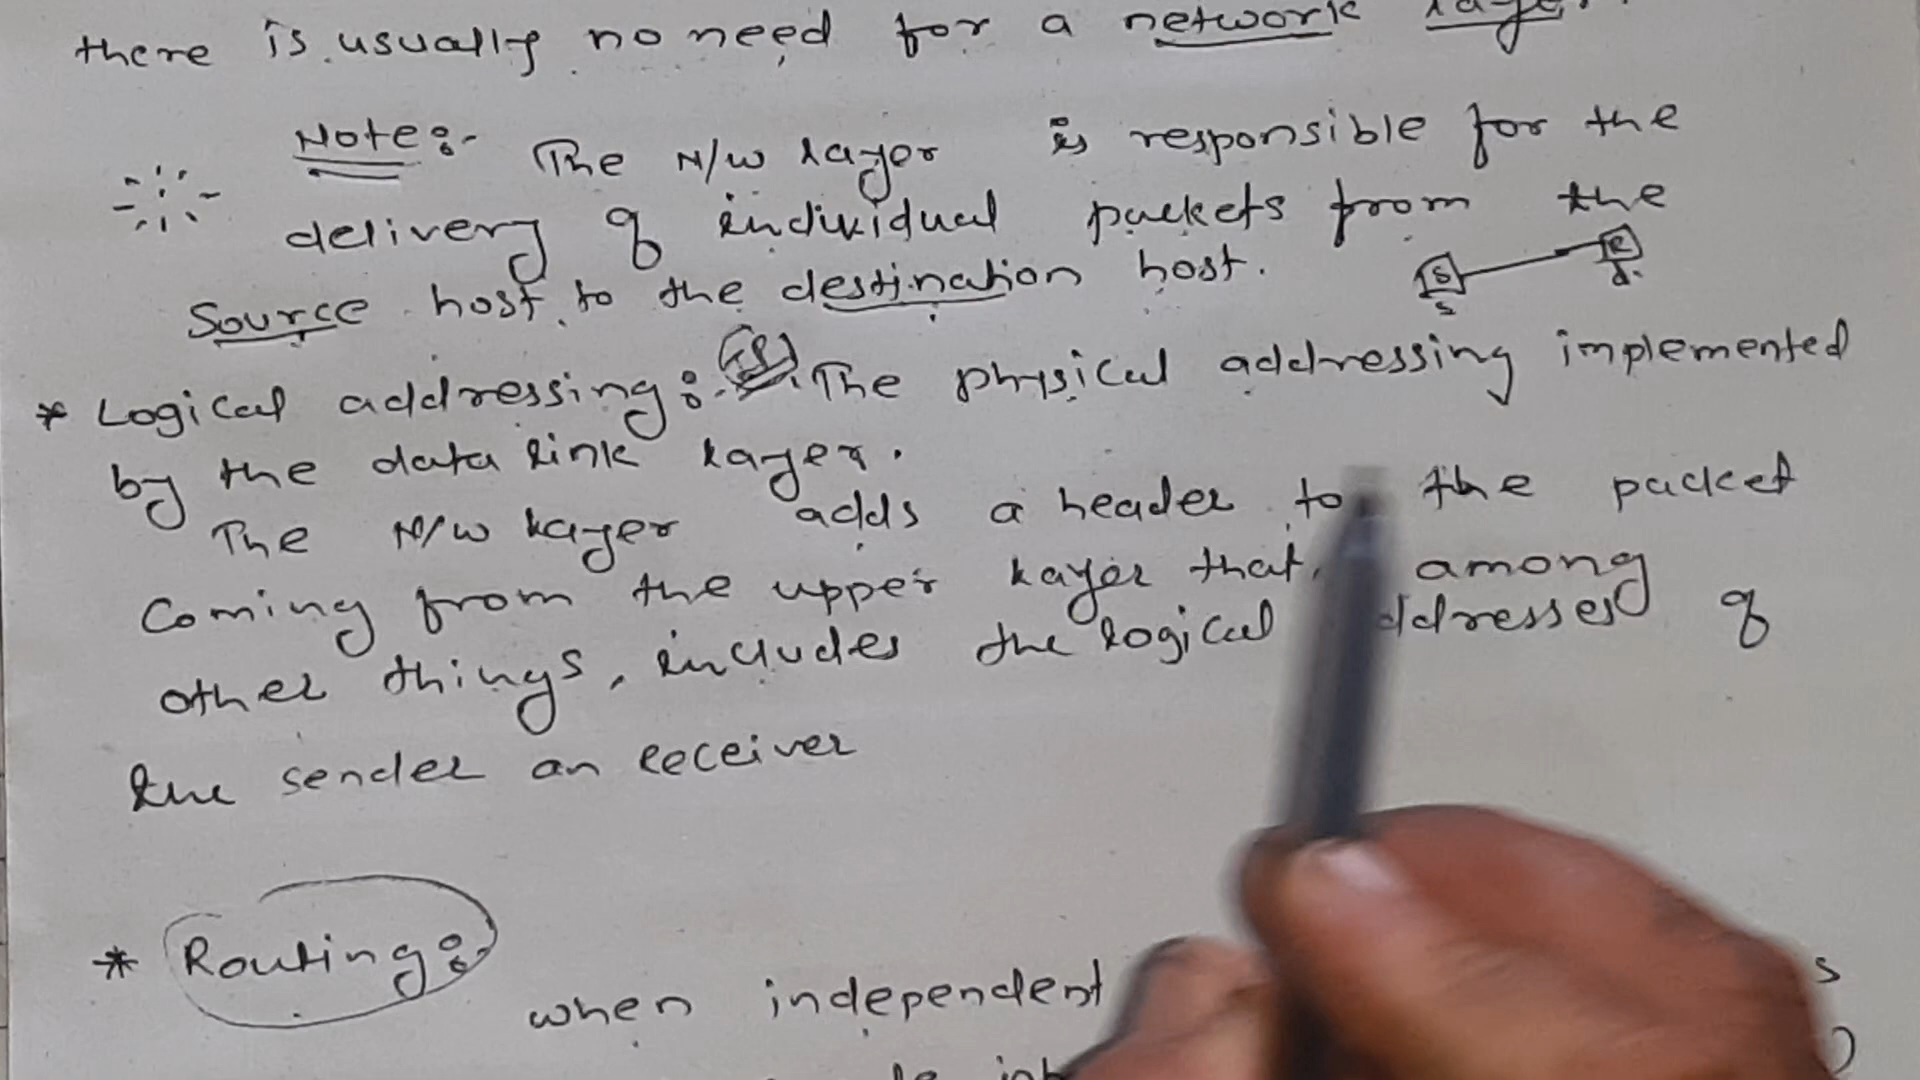 there is usually no need for a network layer.
Note:- The N/W layer is responsible for the
delivery of individual packets from the
Source host to the destination host.
S R
s d.
* Logical addressing:- The physical addressing implemented
by the data link layer.
The N/W layer adds a header to the packet
Coming from the upper layer that, among
other things, includes the logical addresses of
the sender an receiver
* Routing:-
when independent